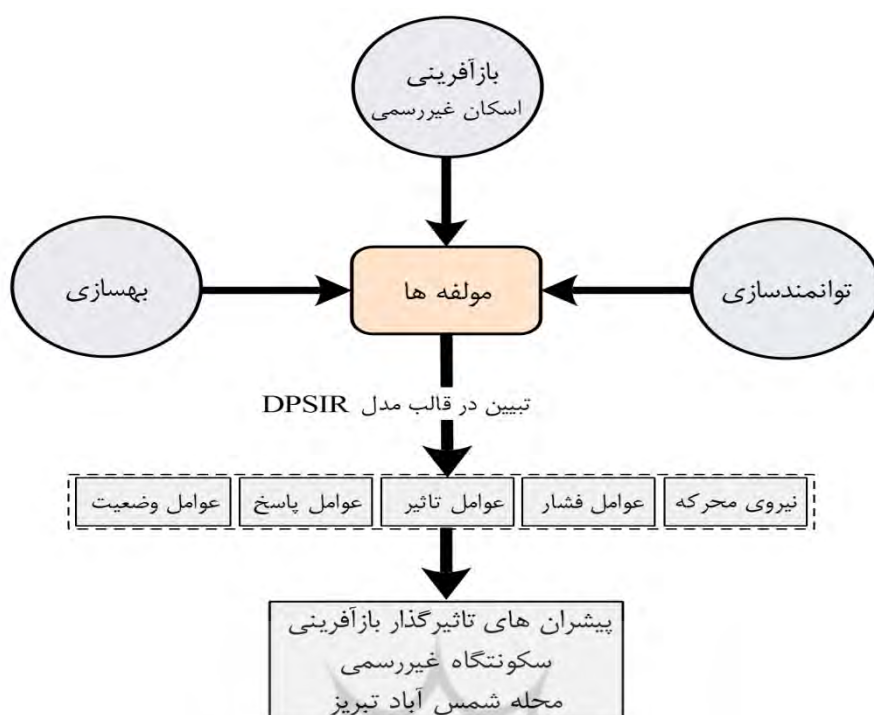 بازآفرینی
اسکان غیررسمی
توانمندسازی
مولفه ها
بهسازی
تبیین در قالب مدل DPSIR
نیروی محرکه
عوامل فشار
عوامل تاثیر
عوامل پاسخ
عوامل وضعیت
پیشران های تاثیرگذار بازآفرینی
سکونتگاه غیررسمی
محله شمس آباد تبریز